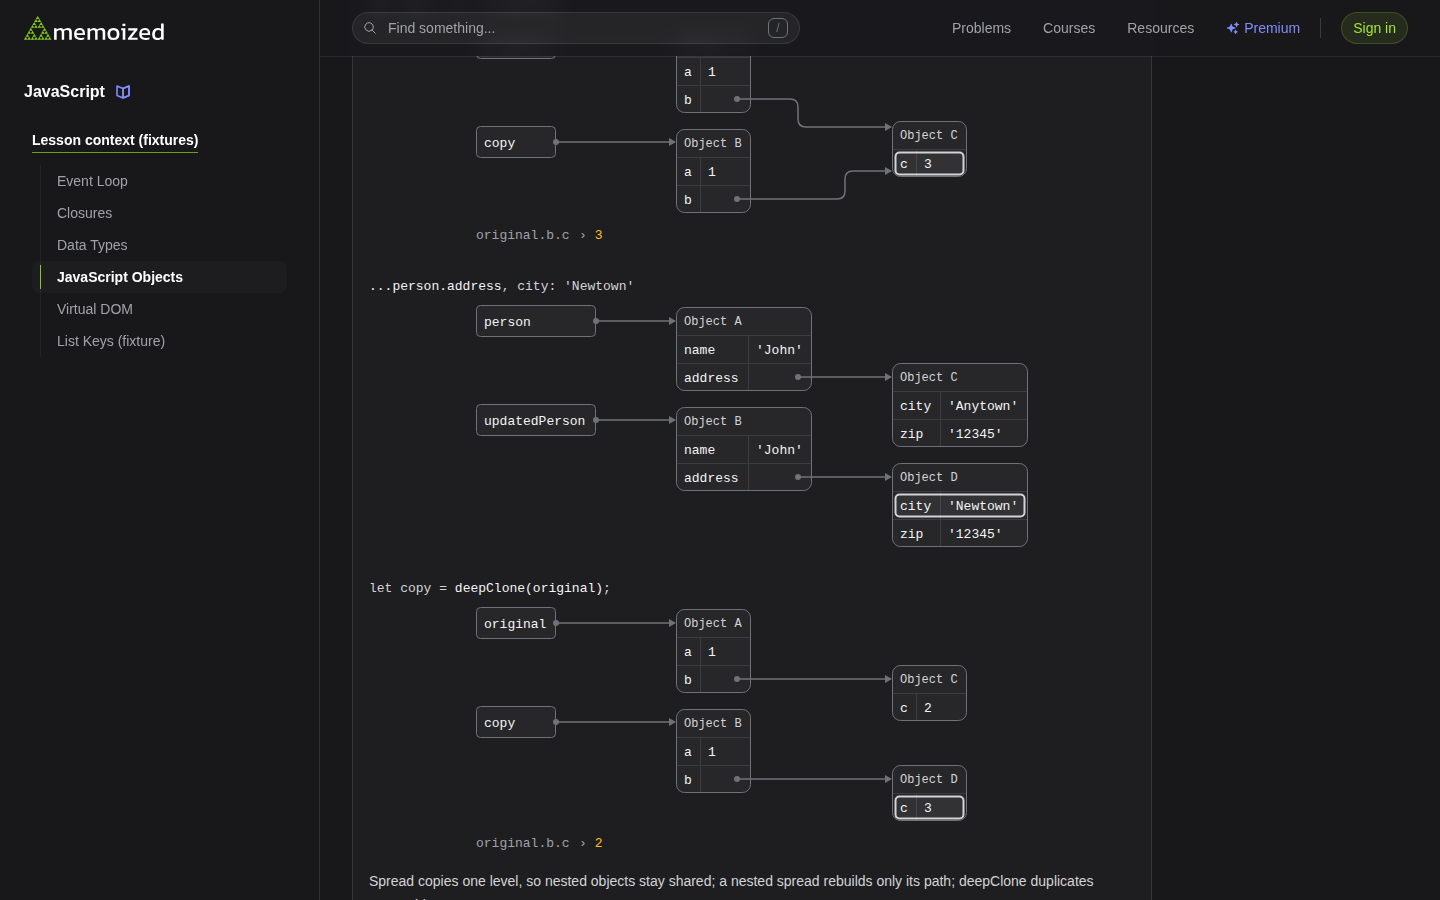 memoized
Find something...
/
Problems
Courses
Resources
Premium
Sign in
JavaScript
Lesson context (fixtures)
Event Loop
Closures
Data Types
JavaScript Objects
Virtual DOM
List Keys (fixture)
a 1
b
copy
Object B
a 1
b
Object C
c 3
original.b.c › 3
...person.address, city: 'Newtown'
person
Object A
name 'John'
address
Object C
city 'Anytown'
zip '12345'
updatedPerson
Object B
name 'John'
address
Object D
city 'Newtown'
zip '12345'
let copy = deepClone(original);
original
Object A
a 1
b
Object C
c 2
copy
Object B
a 1
b
Object D
c 3
original.b.c › 2
Spread copies one level, so nested objects stay shared; a nested spread rebuilds only its path; deepClone duplicates